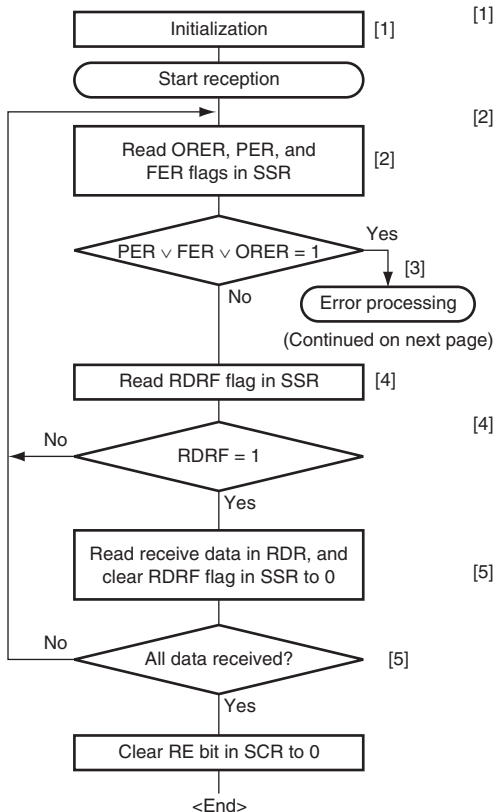 Initialization
[1]
[1]
Start reception
[2]
Read ORER, PER, and
FER flags in SSR
[2]
PER ∨ FER ∨ ORER = 1
Yes
[3]
No
Error processing
(Continued on next page)
Read RDRF flag in SSR
[4]
[4]
No
RDRF = 1
Yes
Read receive data in RDR, and
clear RDRF flag in SSR to 0
[5]
No
All data received?
[5]
Yes
Clear RE bit in SCR to 0
<End>